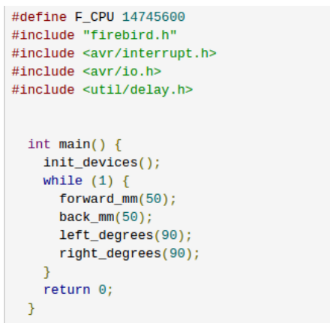 #define F_CPU 14745600
#include "firebird.h"
#include <avr/interrupt.h>
#include <avr/io.h>
#include <util/delay.h>
int main() {
init_devices();
while (1) {
forward_mm(50);
back_mm(50);
left_degrees(90);
right_degrees(90);
}
return 0;
}